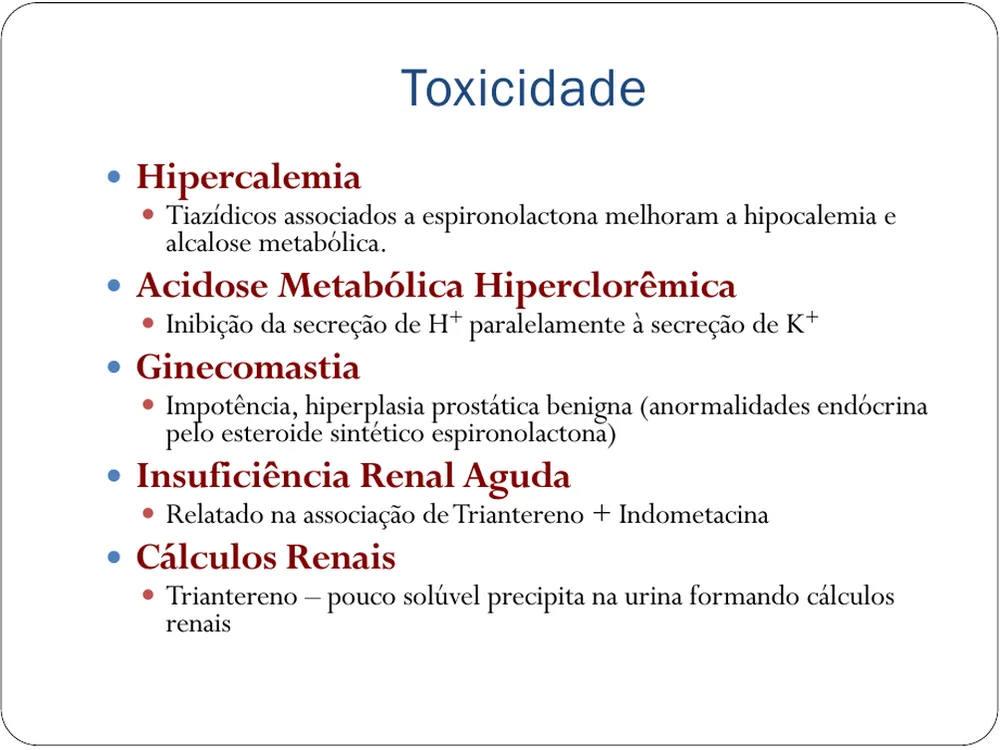 Toxicidade
• Hipercalemia
• Tiazídicos associados a espironolactona melhoram a hipocalemia e
alcalose metabólica.
• Acidose Metabólica Hiperclorêmica
• Inibição da secreção de H⁺ paralelamente à secreção de K⁺
• Ginecomastia
• Impotência, hiperplasia prostática benigna (anormalidades endócrina
pelo esteroide sintético espironolactona)
• Insuficiência Renal Aguda
• Relatado na associação de Triantereno + Indometacina
• Cálculos Renais
• Triantereno – pouco solúvel precipita na urina formando cálculos
renais